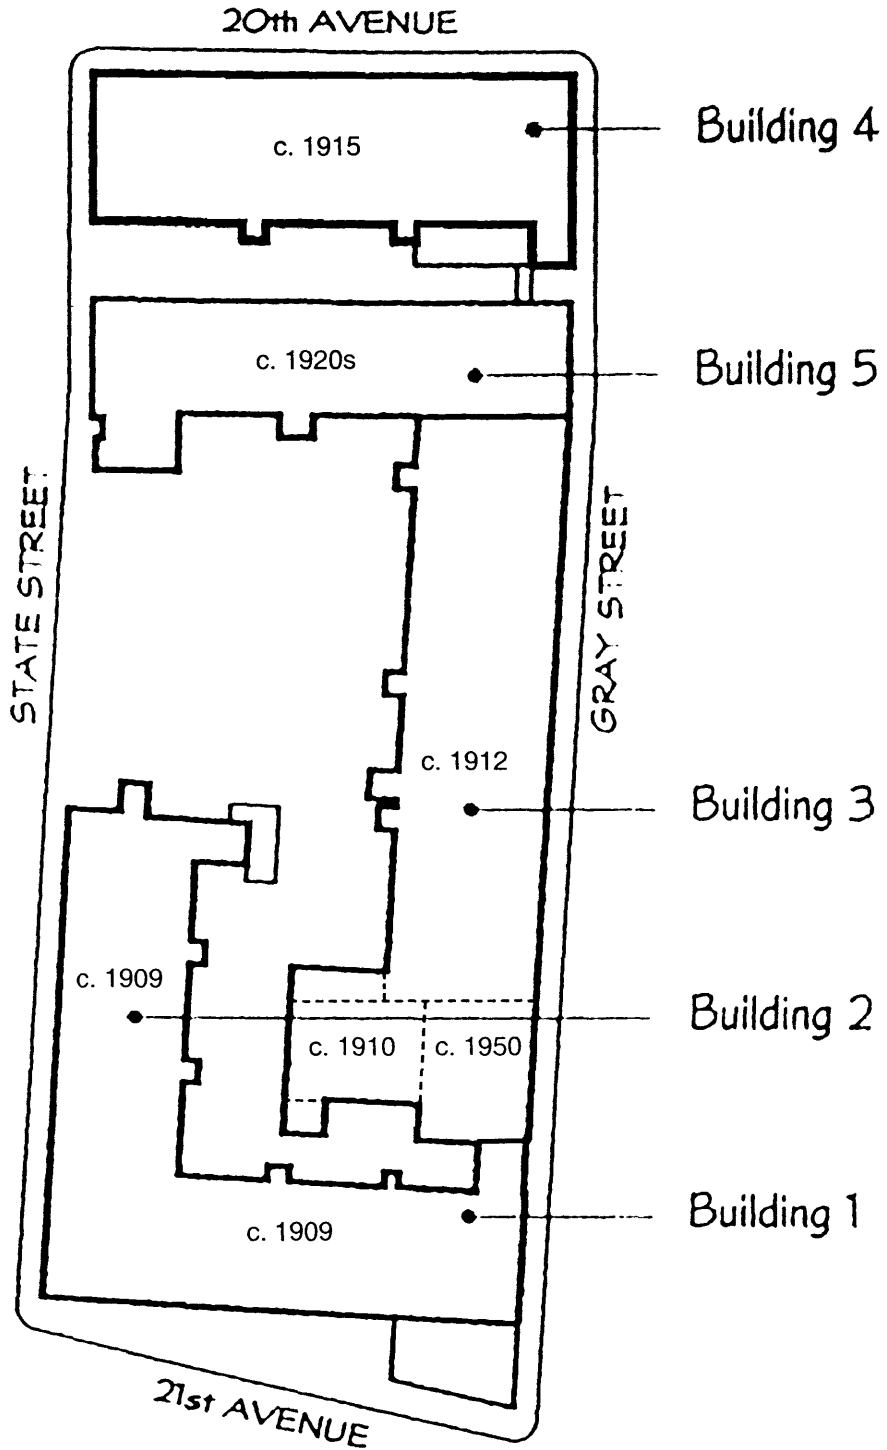 20th AVENUE
Building 4
c. 1915
c. 1920s
Building 5
STATE STREET
GRAY STREET
c. 1912
Building 3
c. 1909
Building 2
c. 1910
c. 1950
Building 1
c. 1909
21st AVENUE